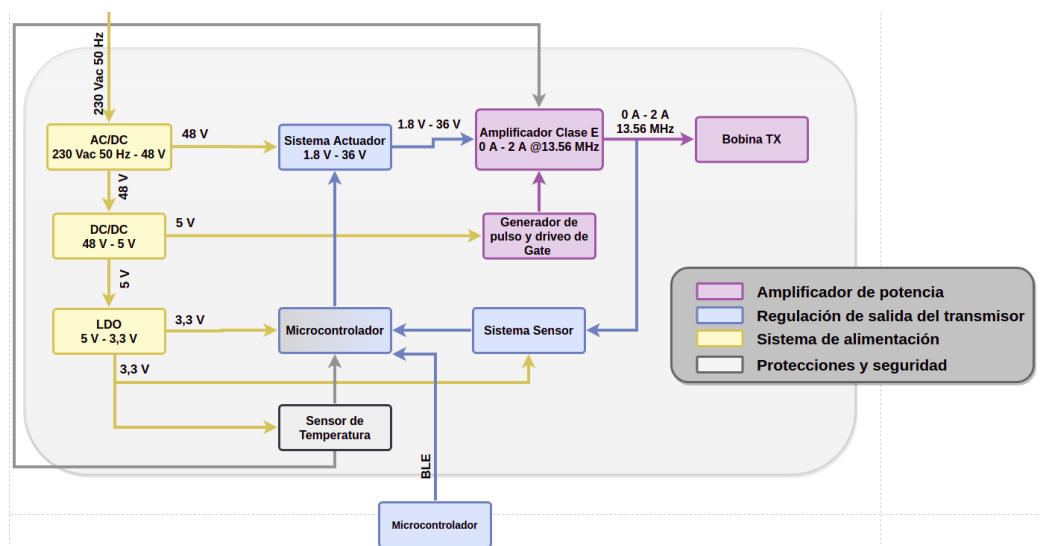 230 Vac 50 Hz
AC/DC
230 Vac 50 Hz - 48 V
48 V
Sistema Actuador
1.8 V - 36 V
1.8 V - 36 V
Amplificador Clase E
0 A - 2 A @13.56 MHz
0 A - 2 A
13.56 MHz
Bobina TX
48 V
DC/DC
48 V - 5 V
5 V
Generador de
pulso y driveo de
Gate
5 V
LDO
5 V - 3,3 V
3,3 V
Microcontrolador
Sistema Sensor
3,3 V
Sensor de
Temperatura
BLE
Microcontrolador
Amplificador de potencia
Regulación de salida del transmisor
Sistema de alimentación
Protecciones y seguridad